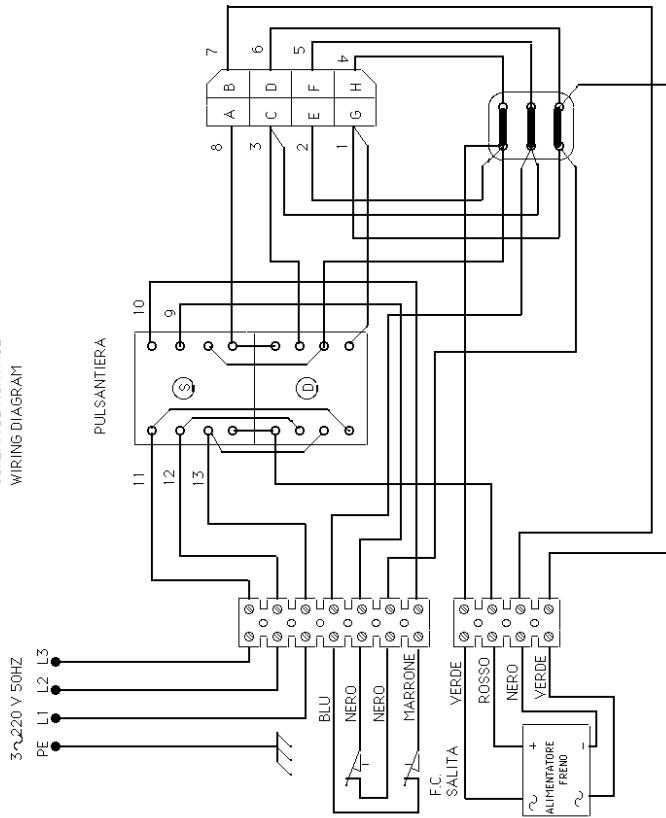 WIRING DIAGRAM
PULSANTIERA
7
6
5
4
B
D
F
H
A
C
E
G
8
3
2
1
10
9
S
D
11
12
13
3~220 V 50HZ
PE
L1
L2
L3
BLU
NERO
NERO
MARRONE
F.C.
SALITA
VERDE
ROSSO
NERO
VERDE
+
-
ALIMENTATORE
FRENO